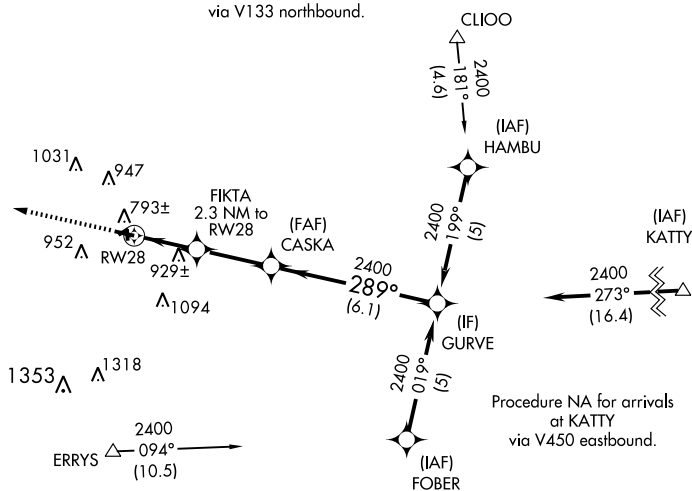 via V133 northbound.
CLIOO
2400
181°
(4.6)
(IAF)
HAMBU
1031
947
793±
FIKTA
2.3 NM to
RW28
(FAF)
CASKA
2400
199°
(5)
(IAF)
KATTY
952
RW28
929±
1094
2400
289°
(6.1)
(IF)
GURVE
2400
273°
(16.4)
1353
1318
2400
019°
(5)
Procedure NA for arrivals
at KATTY
via V450 eastbound.
ERRYS
2400
094°
(10.5)
(IAF)
FOBER